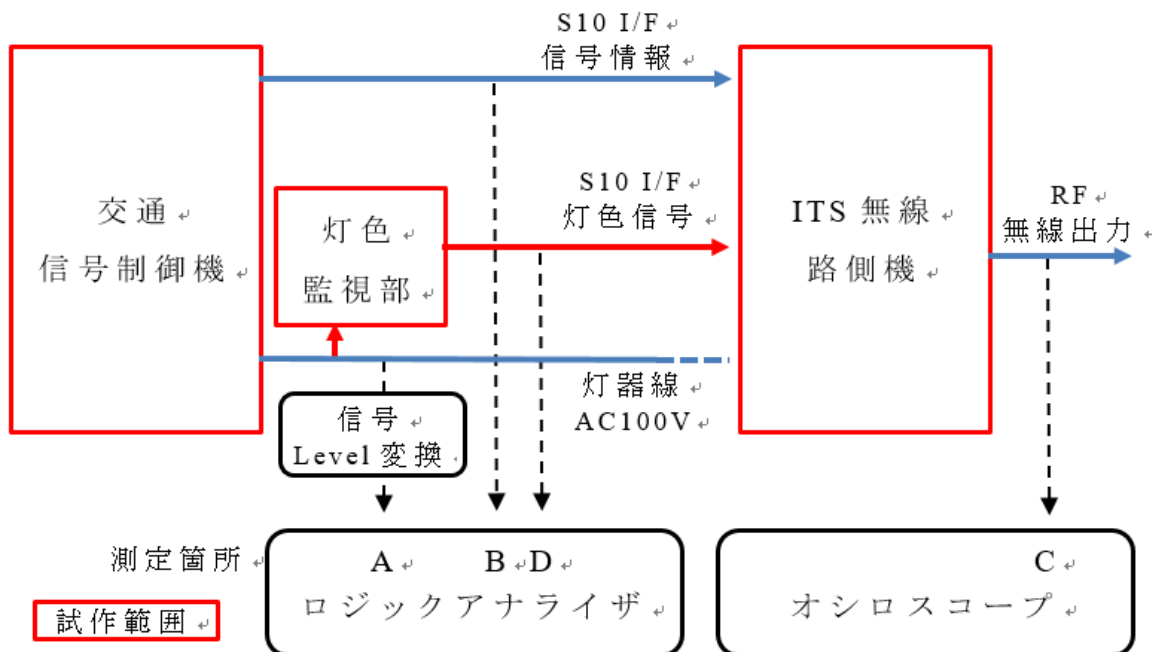 S10 I/F
信号情報
交通
信号制御機
灯色
監視部
S10 I/F
灯色信号
ITS 無線
路側機
RF
無線出力
灯器線
AC100V
信号
Level 変換
測定箇所
A B D
ロジックアナライザ
C
オシロスコープ
試作範囲